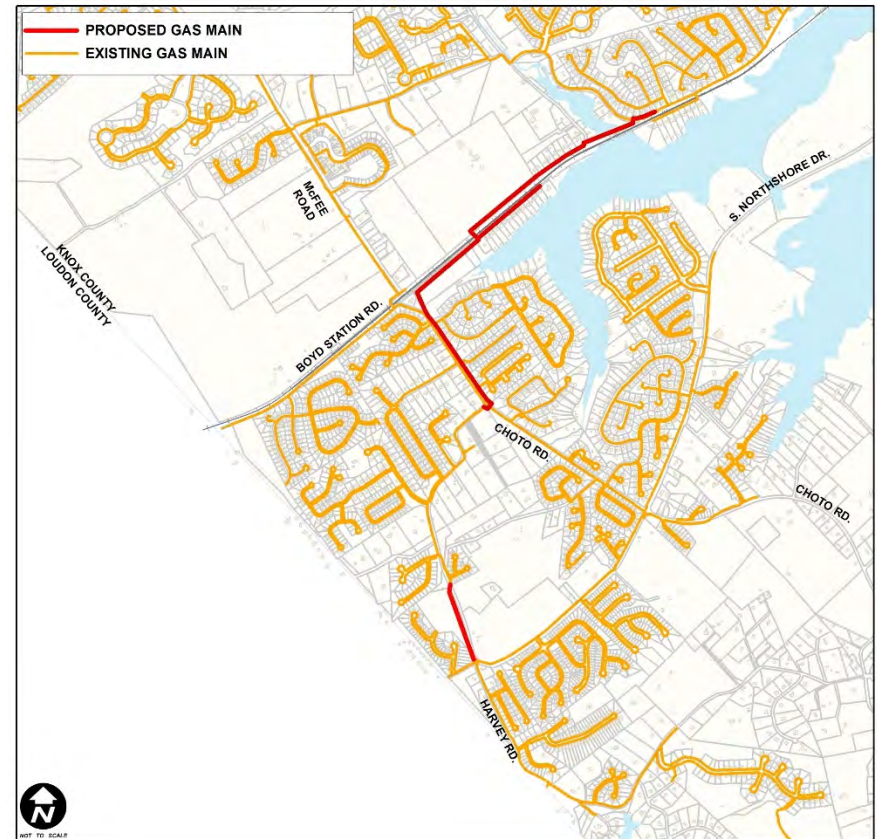 PROPOSED GAS MAIN
EXISTING GAS MAIN
McFEE
ROAD
S. NORTHSHORE DR.
KNOX COUNTY
LOUDON COUNTY
BOYD STATION RD.
CHOTO RD.
CHOTO RD.
HARVEY RD.
N
NOT TO SCALE